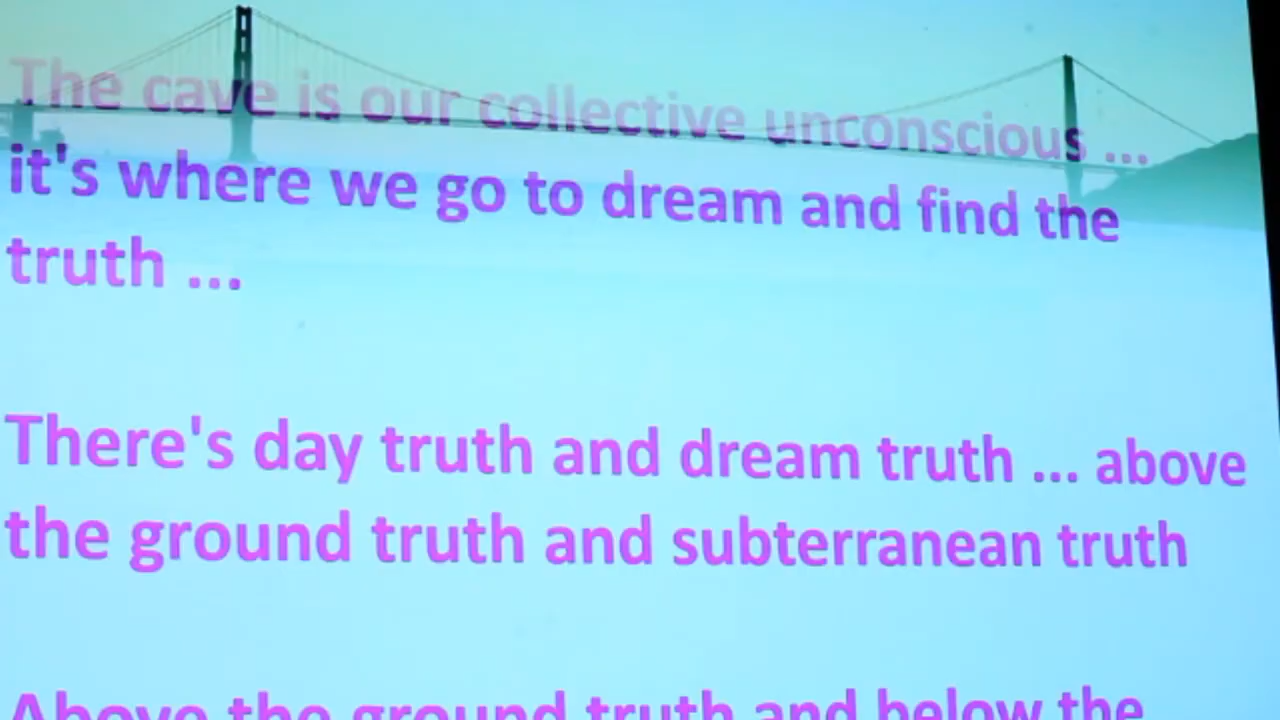 The cave is our collective unconscious ...
it's where we go to dream and find the
truth ...
There's day truth and dream truth ... above
the ground truth and subterranean truth
Above the ground truth and below the